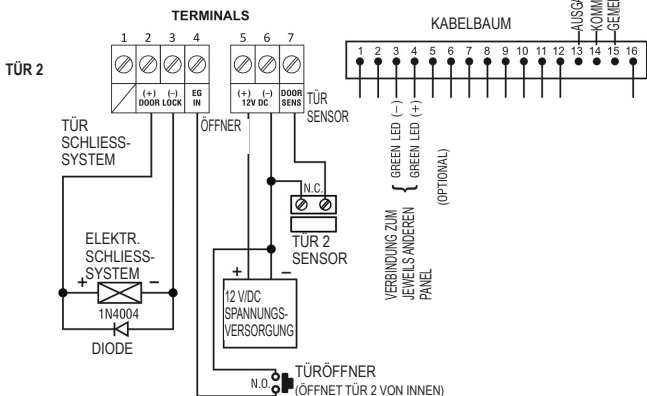 TERMINALS
KABELBAUM
AUSGA
KOMM
GEMEI
1 2 3 4 5 6 7
1 2 3 4 5 6 7 8 9 10 11 12 13 14 15 16
TÜR 2
(+) (–)
DOOR LOCK
EG
IN
(+) (–)
12V DC
DOOR
SENS
TÜR
SENSOR
ÖFFNER
TÜR
SCHLIESS-
SYSTEM
GREEN LED (–)
GREEN LED (+)
(OPTIONAL)
VERBINDUNG ZUM
JEWEILS ANDEREN
PANEL
N.C.
TÜR 2
SENSOR
ELEKTR.
SCHLIESS-
SYSTEM
+ –
1N4004
DIODE
+ –
12 V/DC
SPANNUNGS-
VERSORGUNG
N.O.
TÜRÖFFNER
(ÖFFNET TÜR 2 VON INNEN)